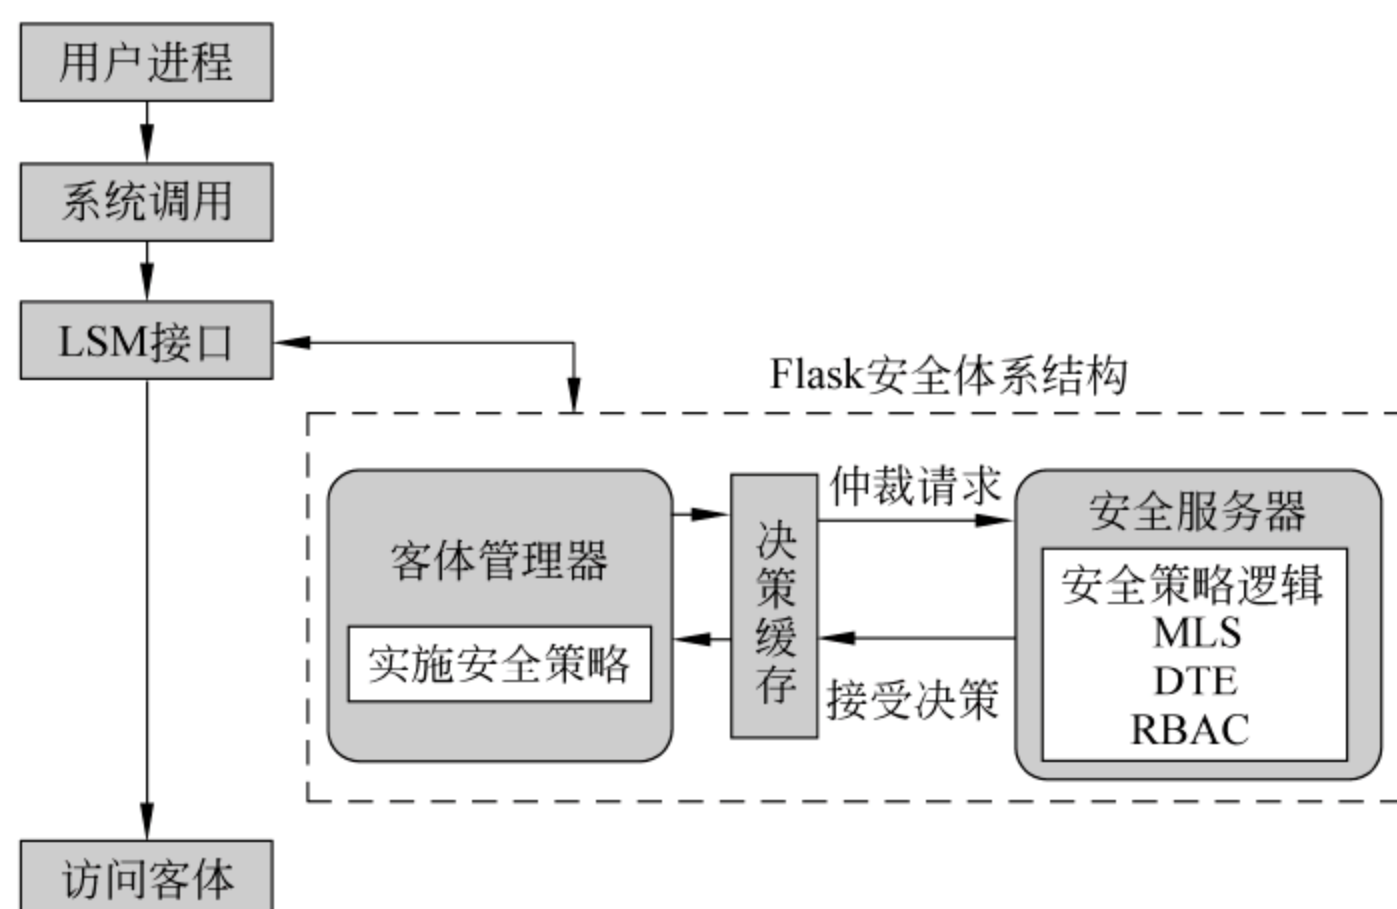 用户进程
系统调用
LSM接口
Flask安全体系结构
客体管理器
实施安全策略
决策缓存
仲裁请求
接受决策
安全服务器
安全策略逻辑
MLS
DTE
RBAC
访问客体